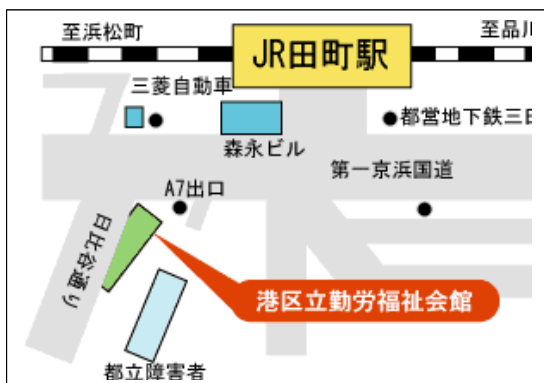 至浜松町
至品川
JR田町駅
三菱自動車
都営地下鉄三田
森永ビル
第一京浜国道
A7出口
日比谷通り
港区立勤労福祉会館
都立障害者